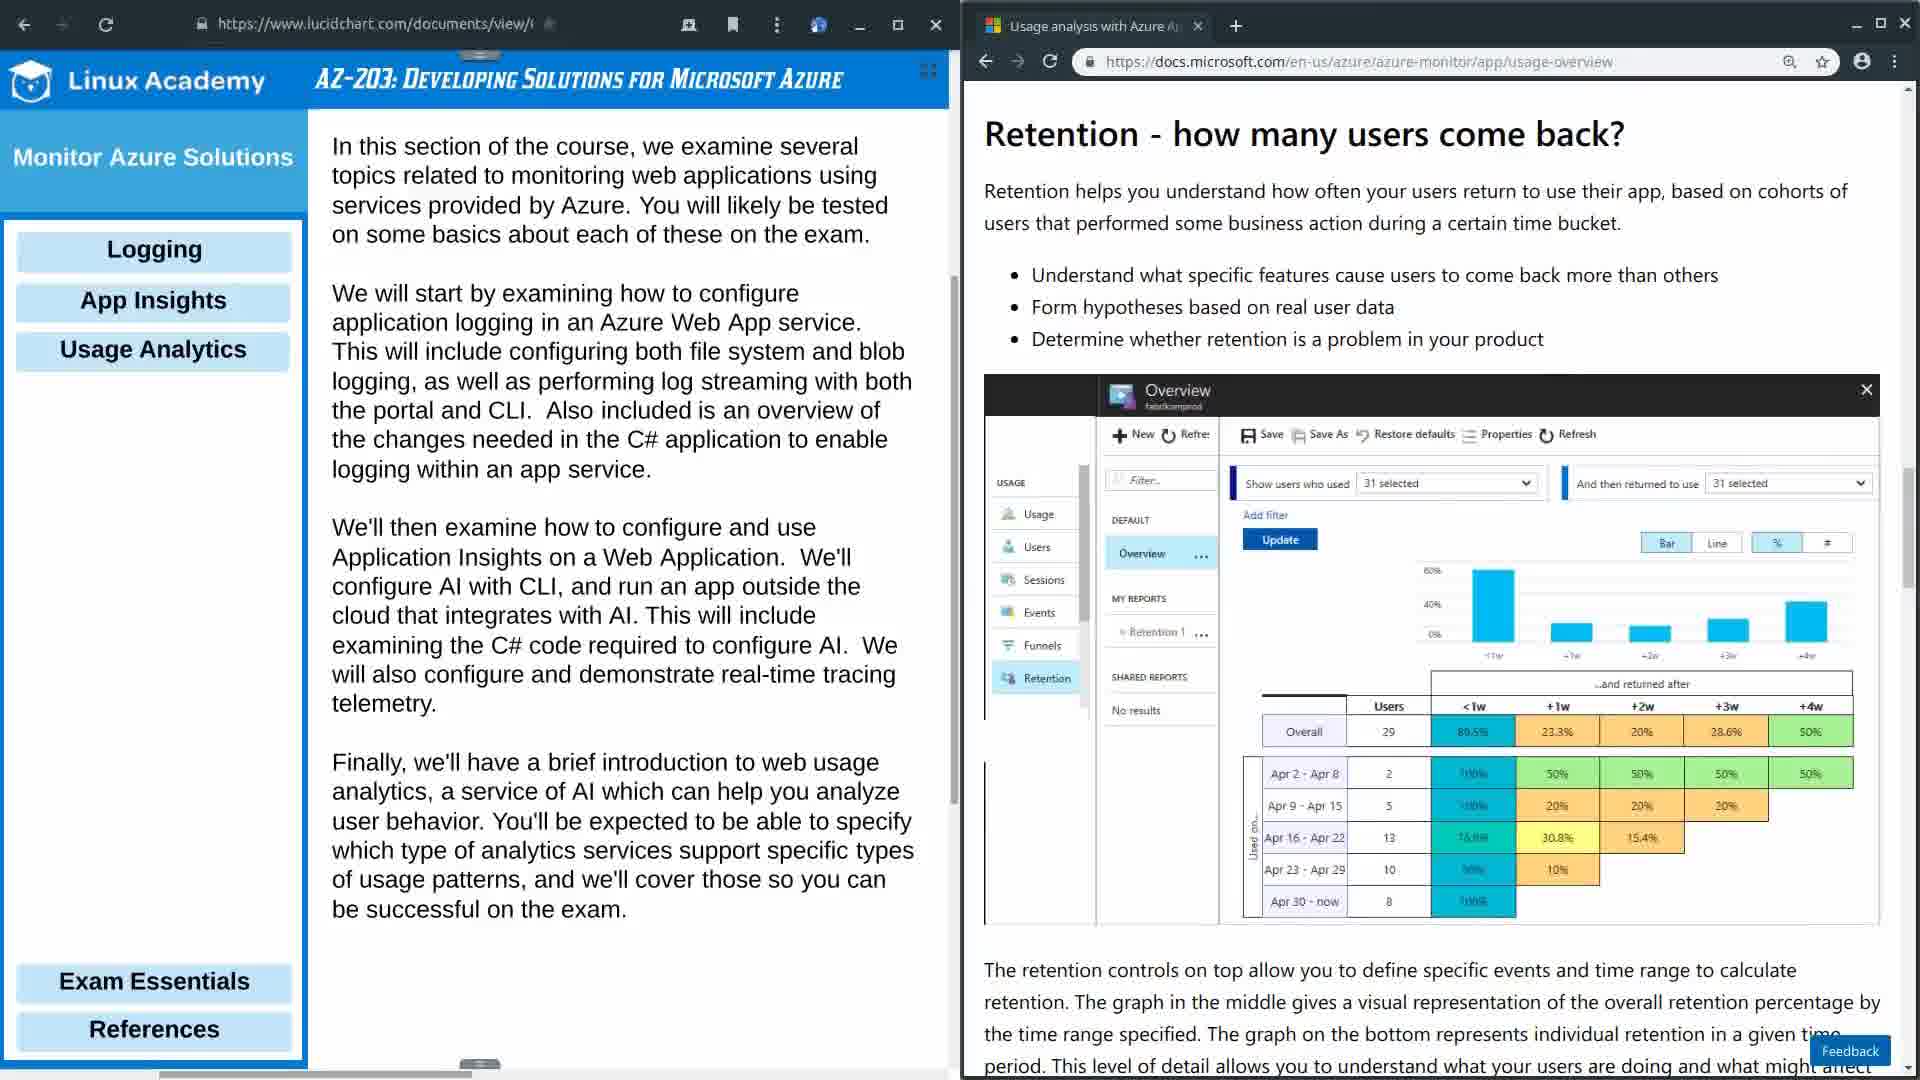 https://www.lucidchart.com/documents/view/
Linux Academy
AZ-203: Developing Solutions for Microsoft Azure
Monitor Azure Solutions
Logging
App Insights
Usage Analytics
Exam Essentials
References
In this section of the course, we examine several
topics related to monitoring web applications using
services provided by Azure. You will likely be tested
on some basics about each of these on the exam.
We will start by examining how to configure
application logging in an Azure Web App service.
This will include configuring both file system and blob
logging, as well as performing log streaming with both
the portal and CLI. Also included is an overview of
the changes needed in the C# application to enable
logging within an app service.
We'll then examine how to configure and use
Application Insights on a Web Application. We'll
configure AI with CLI, and run an app outside the
cloud that integrates with AI. This will include
examining the C# code required to configure AI. We
will also configure and demonstrate real-time tracing
telemetry.
Finally, we'll have a brief introduction to web usage
analytics, a service of AI which can help you analyze
user behavior. You'll be expected to be able to specify
which type of analytics services support specific types
of usage patterns, and we'll cover those so you can
be successful on the exam.
Usage analysis with Azure A
https://docs.microsoft.com/en-us/azure/azure-monitor/app/usage-overview
Retention - how many users come back?
Retention helps you understand how often your users return to use their app, based on cohorts of
users that performed some business action during a certain time bucket.
• Understand what specific features cause users to come back more than others
• Form hypotheses based on real user data
• Determine whether retention is a problem in your product
Overview
fabrikamprod
New Refre
Save Save As Restore defaults Properties Refresh
USAGE
Usage
Users
Sessions
Events
Funnels
Retention
Filter...
DEFAULT
Overview ...
MY REPORTS
Retention 1 ...
SHARED REPORTS
No results
Show users who used 31 selected
And then returned to use 31 selected
Add filter
Update
Bar Line % #
60%
40%
0%
<1w +1w +2w +3w +4w
...and returned after
Users <1w +1w +2w +3w +4w
Overall 29 23.3% 20% 28.6% 50%
Used on...
Apr 2 - Apr 8 2 100% 50% 50% 50% 50%
Apr 9 - Apr 15 5 100% 20% 20% 20%
Apr 16 - Apr 22 13 30.8% 15.4%
Apr 23 - Apr 29 10 10%
Apr 30 - now 8 100%
The retention controls on top allow you to define specific events and time range to calculate
retention. The graph in the middle gives a visual representation of the overall retention percentage by
the time range specified. The graph on the bottom represents individual retention in a given time
period. This level of detail allows you to understand what your users are doing and what might affect
Feedback